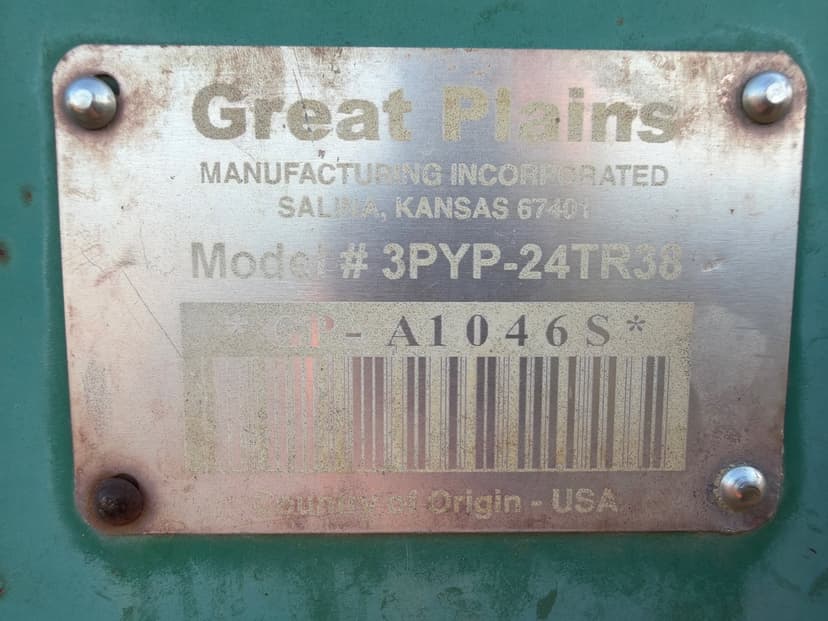 Great Plains
MANUFACTURING INCORPORATED
SALINA, KANSAS 67401
Model # 3PYP-24TR38
*GP-A1046S*
Country of Origin - USA